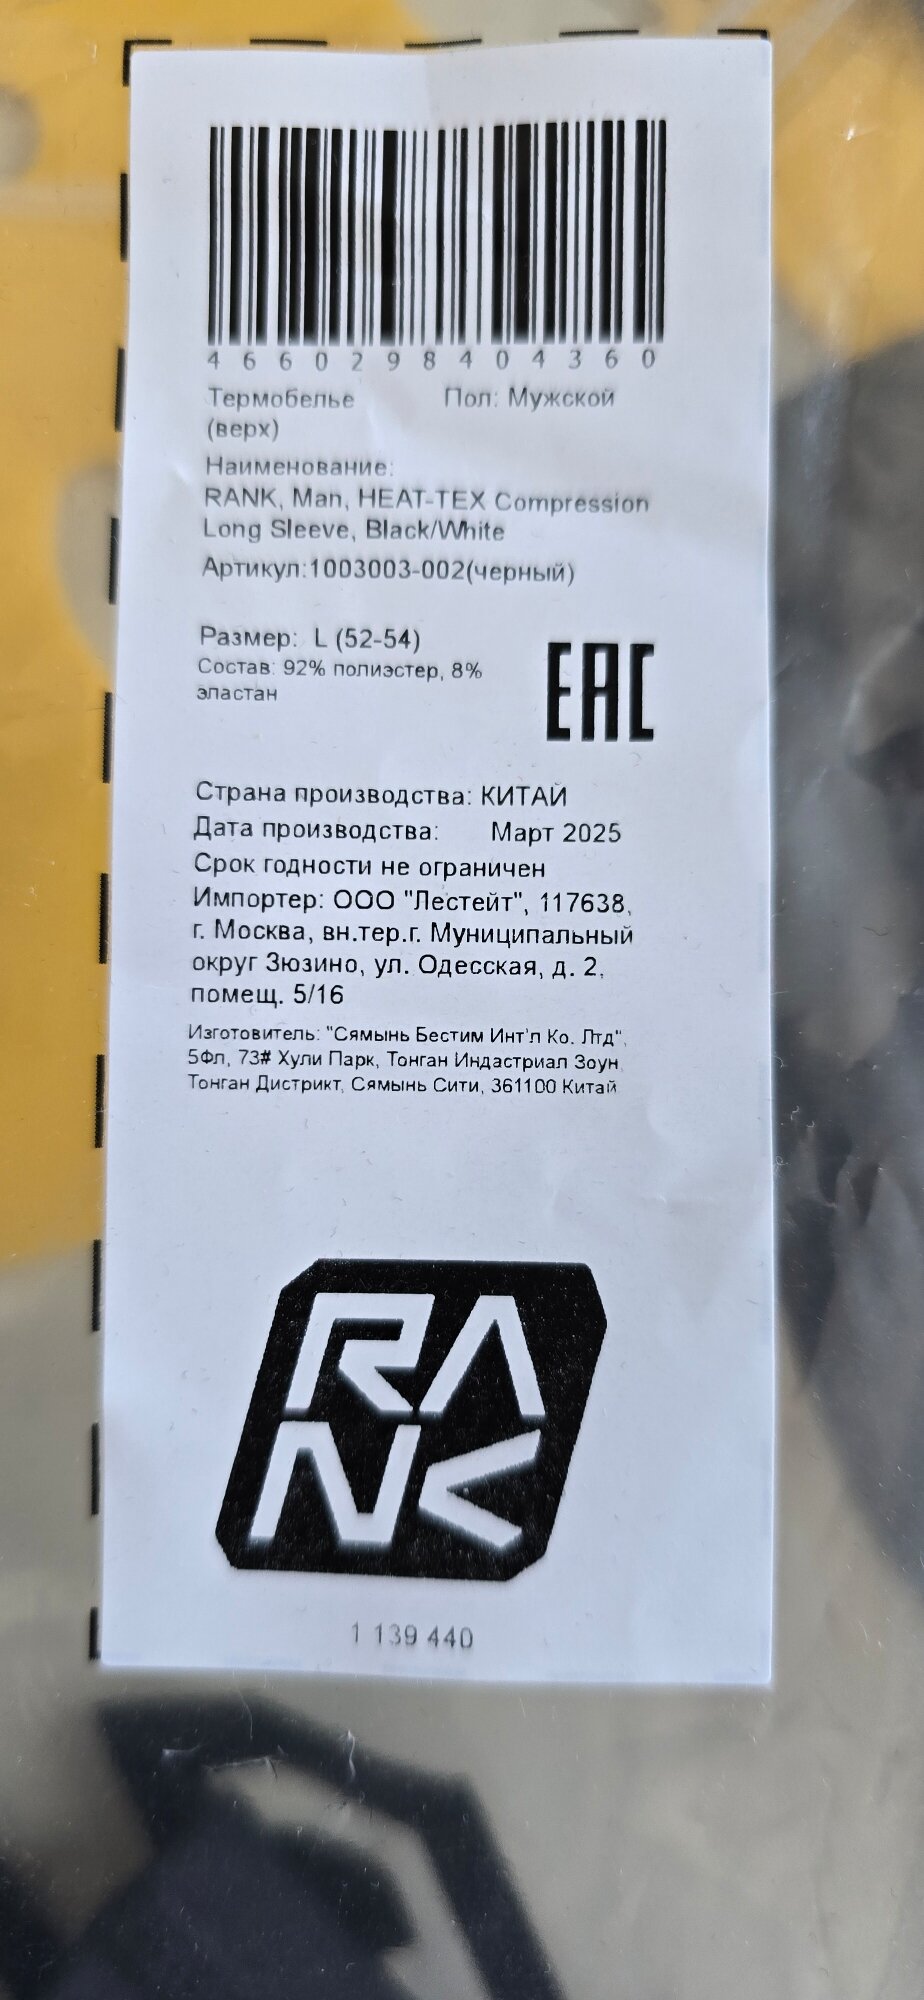 4660298404360
Термобелье Пол: Мужской
(верх)
Наименование:
RANK, Man, HEAT-TEX Compression
Long Sleeve, Black/White
Артикул:1003003-002(черный)
Размер: L (52-54)
Состав: 92% полиэстер, 8%
эластан
EAC
Страна производства: КИТАЙ
Дата производства: Март 2025
Срок годности не ограничен
Импортер: ООО "Лестейт", 117638,
г. Москва, вн.тер.г. Муниципальный
округ Зюзино, ул. Одесская, д. 2,
помещ. 5/16
Изготовитель: "Сямынь Бестим Инт'л Ко. Лтд",
5Фл, 73# Хули Парк, Тонган Индастриал Зоун,
Тонган Дистрикт, Сямынь Сити, 361100 Китай
RA
NK
1 139 440